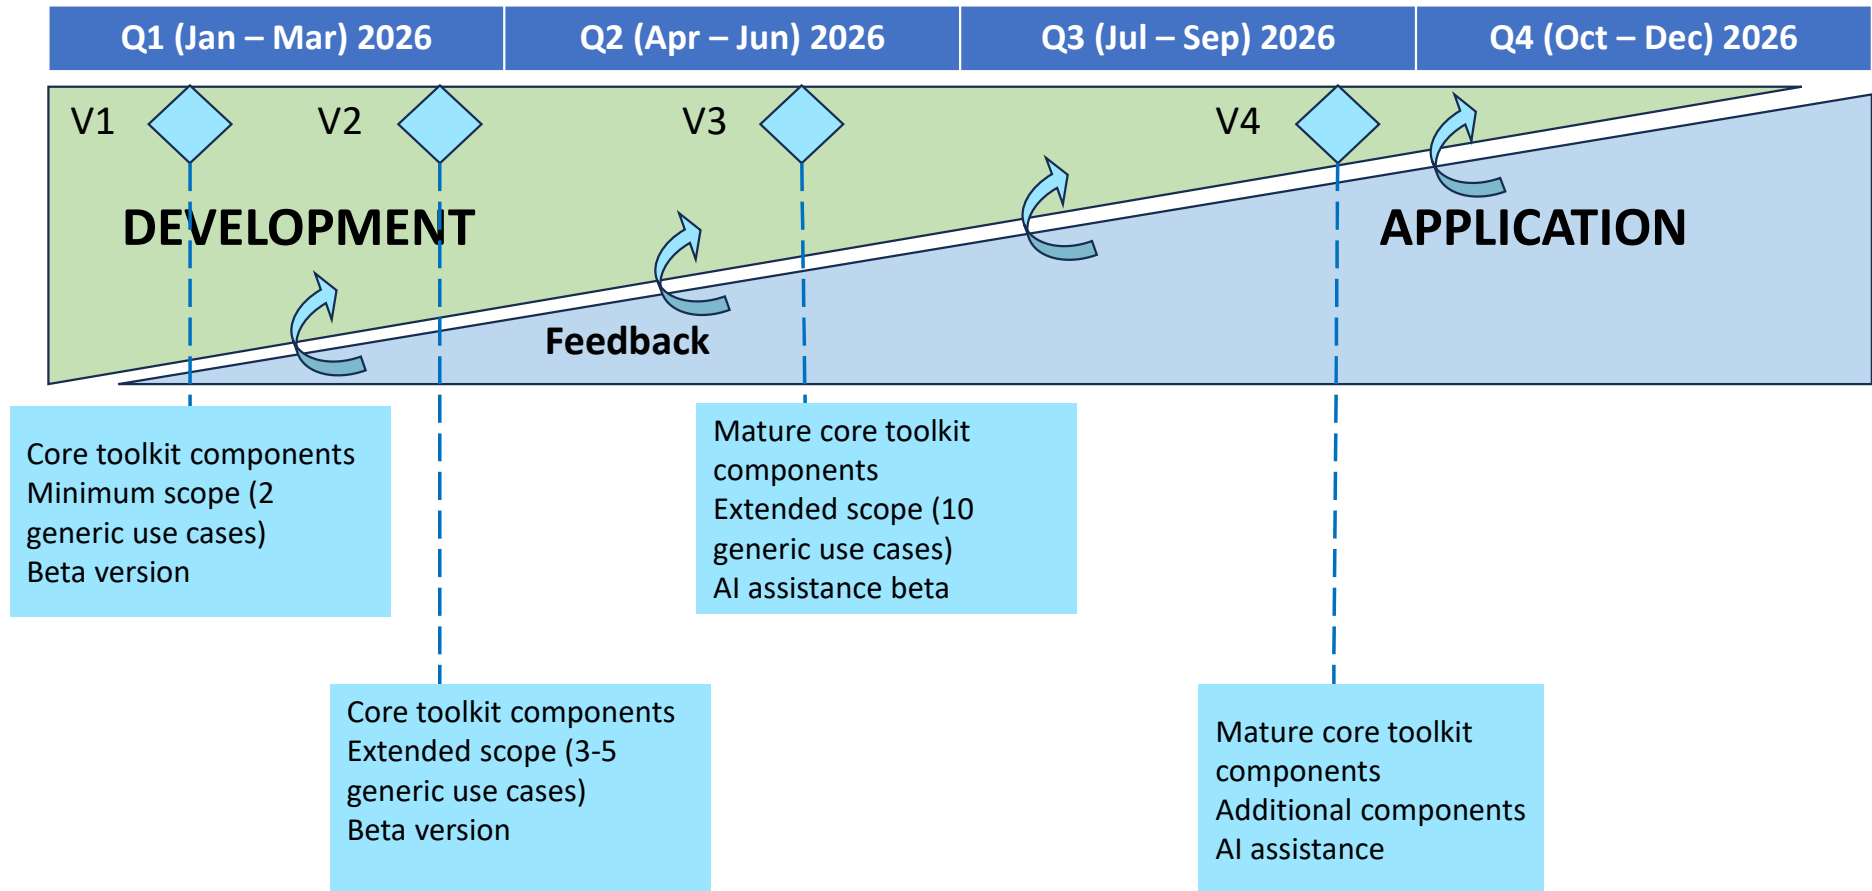 Q1 (Jan – Mar) 2026
Q2 (Apr – Jun) 2026
Q3 (Jul – Sep) 2026
Q4 (Oct – Dec) 2026
V1
V2
V3
V4
DEVELOPMENT
APPLICATION
Feedback
Core toolkit components
Minimum scope (2
generic use cases)
Beta version
Mature core toolkit
components
Extended scope (10
generic use cases)
AI assistance beta
Core toolkit components
Extended scope (3-5
generic use cases)
Beta version
Mature core toolkit
components
Additional components
AI assistance